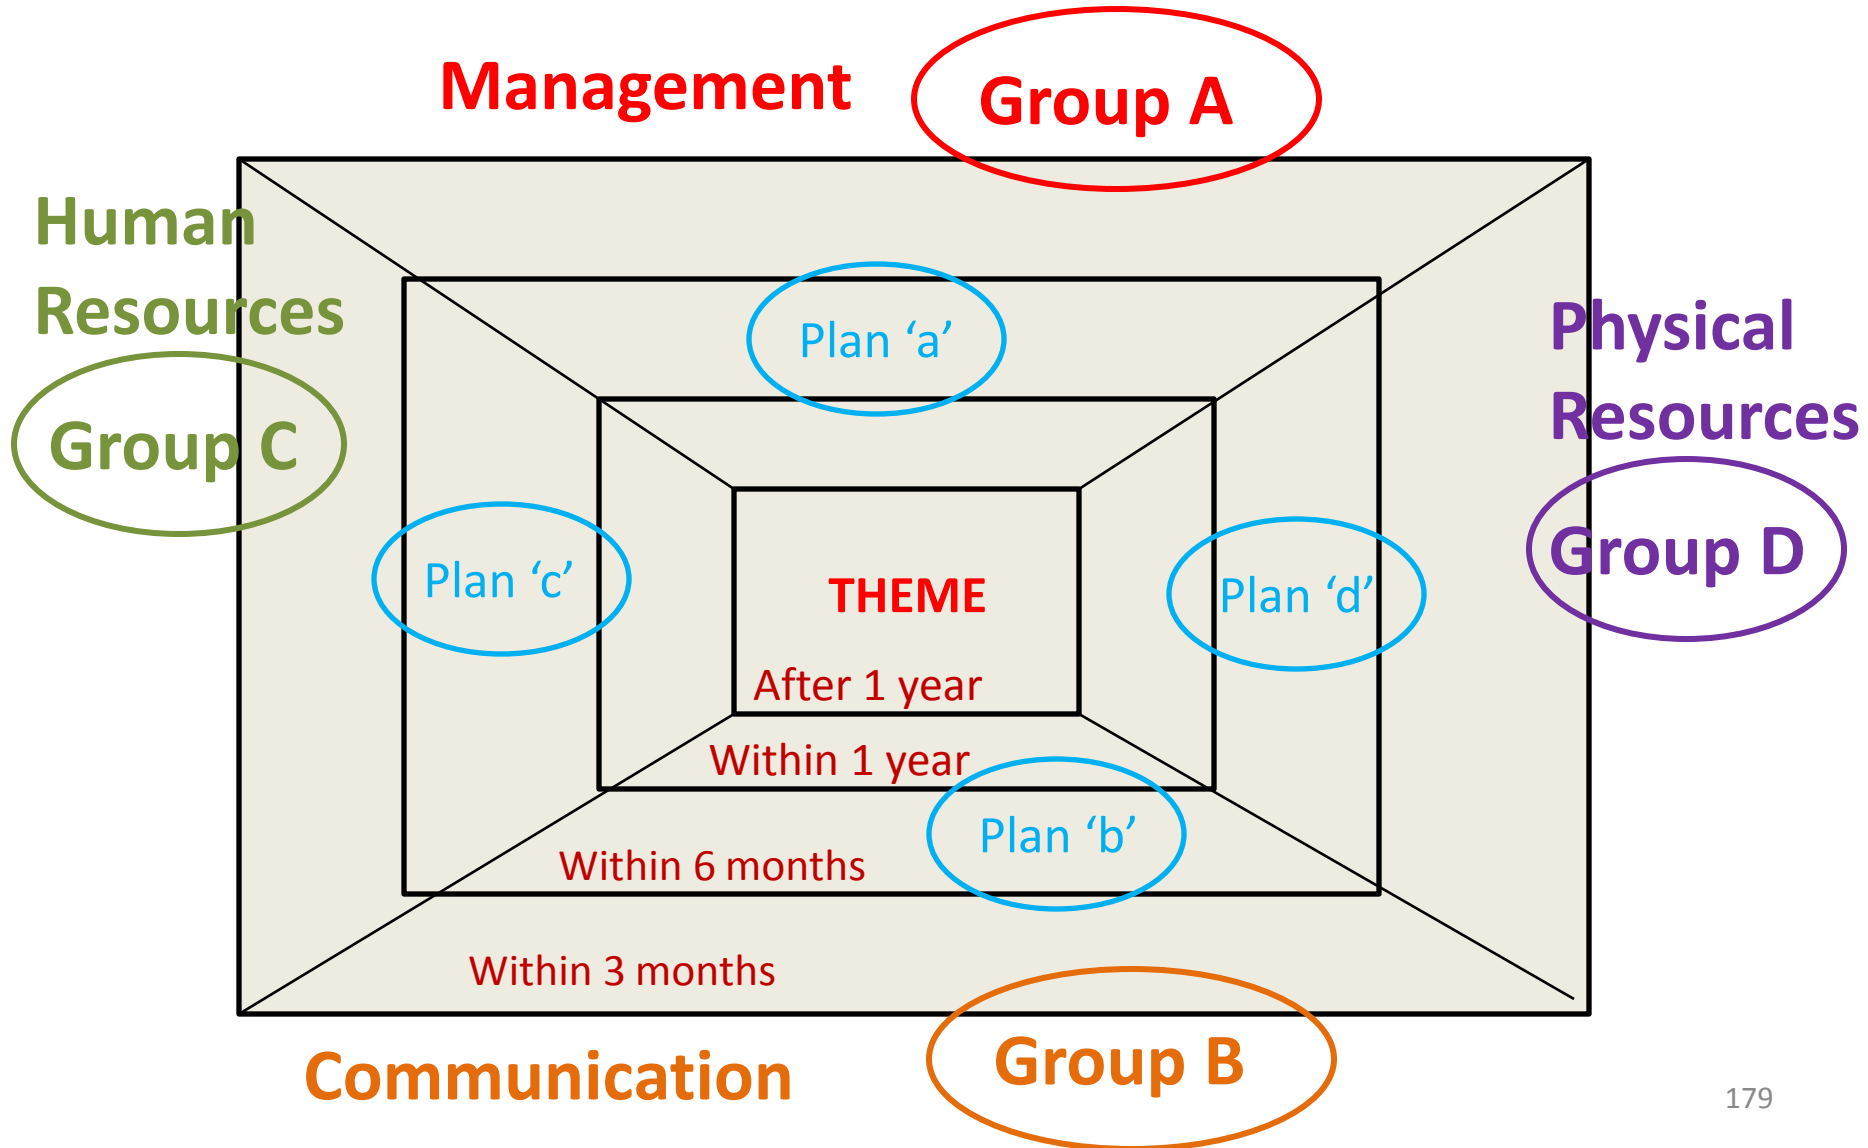 Management
Group A
Human
Resources
Group C
Physical
Resources
Group D
Plan ‘a’
Plan ‘c’
THEME
Plan ‘d’
After 1 year
Within 1 year
Plan ‘b’
Within 6 months
Within 3 months
Communication
Group B
179